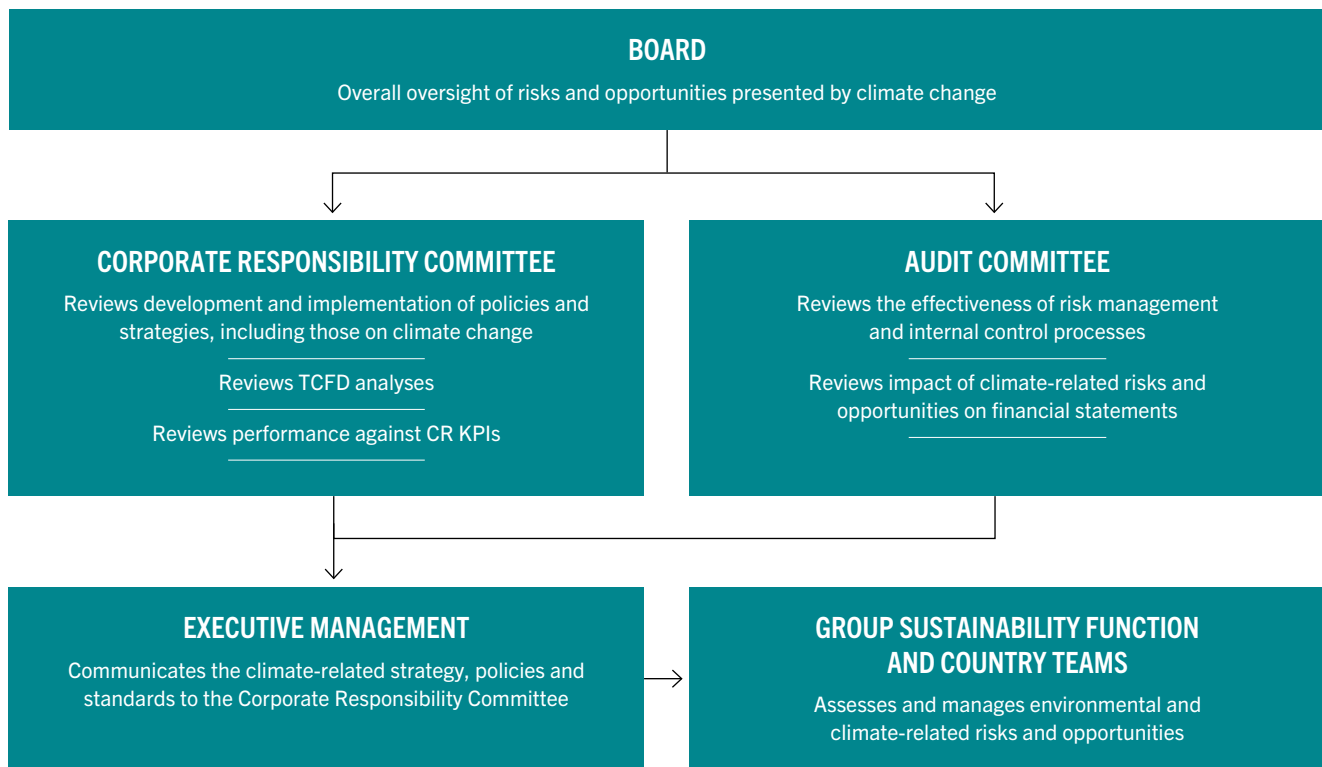 BOARD
Overall oversight of risks and opportunities presented by climate change
CORPORATE RESPONSIBILITY COMMITTEE
Reviews development and implementation of policies and
strategies, including those on climate change
Reviews TCFD analyses
Reviews performance against CR KPIs
AUDIT COMMITTEE
Reviews the effectiveness of risk management
and internal control processes
Reviews impact of climate-related risks and
opportunities on financial statements
EXECUTIVE MANAGEMENT
Communicates the climate-related strategy, policies and
standards to the Corporate Responsibility Committee
GROUP SUSTAINABILITY FUNCTION
AND COUNTRY TEAMS
Assesses and manages environmental and
climate-related risks and opportunities